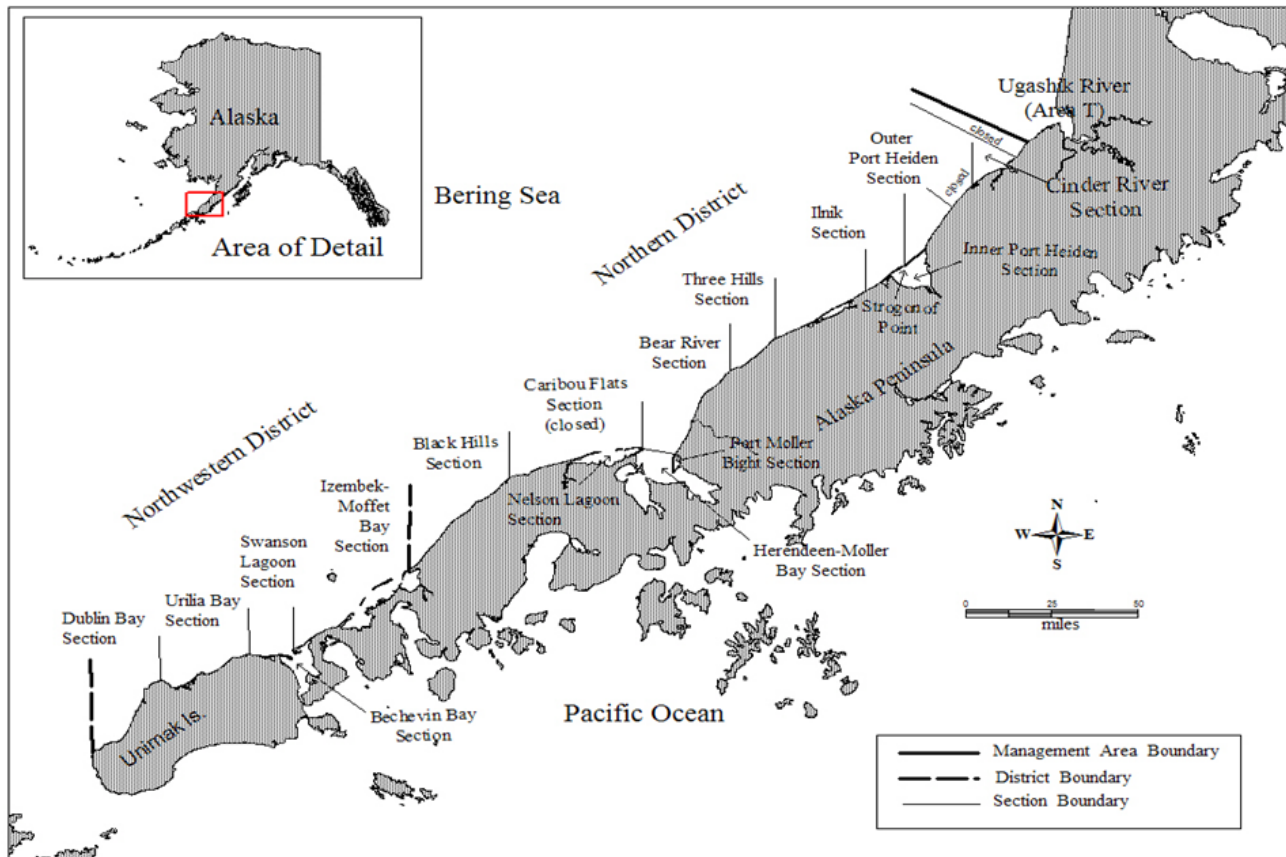 Alaska
Area of Detail
Bering Sea
Northern District
Northwestern District
Ugashik River
(Area T)
closed
Outer
Port Heiden
Section
closed
Cinder River
Section
Ilnik
Section
Inner Port Heiden
Section
Three Hills
Section
Strogonof
Point
Bear River
Section
Alaska Peninsula
Caribou Flats
Section
(closed)
Black Hills
Section
Port Moller
Bight Section
Nelson Lagoon
Section
Izembek-
Moffet
Bay
Section
Herendeen-Moller
Bay Section
Swanson
Lagoon
Section
Urilia Bay
Section
Dublin Bay
Section
Unimak Is.
Bechevin Bay
Section
Pacific Ocean
N
W E
S
0 25 50
miles
Management Area Boundary
District Boundary
Section Boundary